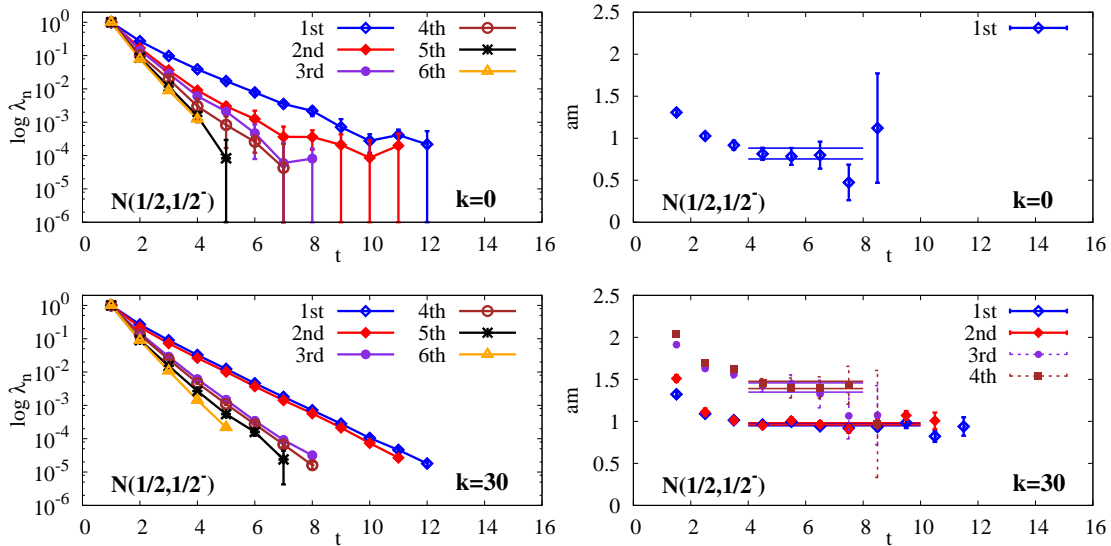 log λn
10^0
10^-1
10^-2
10^-3
10^-4
10^-5
10^-6
1st
2nd
3rd
4th
5th
6th
N(1/2,1/2^-)
k=0
0 2 4 6 8 10 12 14 16
t
am
2.5
2
1.5
1
0.5
0
1st
N(1/2,1/2^-)
k=0
0 2 4 6 8 10 12 14 16
t
log λn
10^0
10^-1
10^-2
10^-3
10^-4
10^-5
10^-6
1st
2nd
3rd
4th
5th
6th
N(1/2,1/2^-)
k=30
0 2 4 6 8 10 12 14 16
t
am
2.5
2
1.5
1
0.5
0
1st
2nd
3rd
4th
N(1/2,1/2^-)
k=30
0 2 4 6 8 10 12 14 16
t